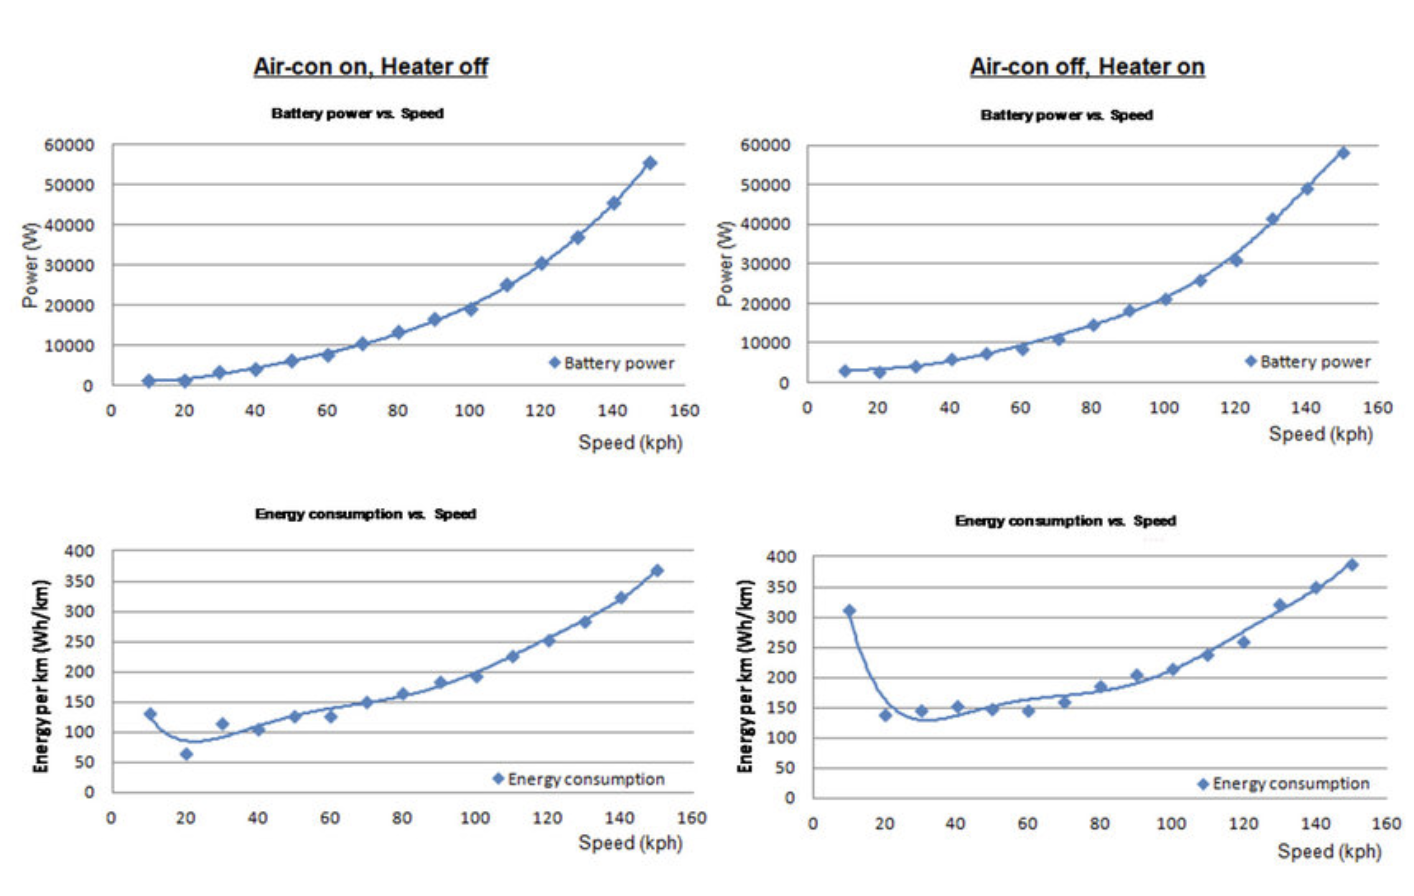 Air-con on, Heater off
Battery power vs. Speed
60000
50000
40000
30000
20000
10000
0
Power (W)
Battery power
0 20 40 60 80 100 120 140 160
Speed (kph)
Air-con off, Heater on
Battery power vs. Speed
60000
50000
40000
30000
20000
10000
0
Power (W)
Battery power
0 20 40 60 80 100 120 140 160
Speed (kph)
Energy consumption vs. Speed
400
350
300
250
200
150
100
50
0
Energy per km (Wh/km)
Energy consumption
0 20 40 60 80 100 120 140 160
Speed (kph)
Energy consumption vs. Speed
400
350
300
250
200
150
100
50
0
Energy per km (Wh/km)
Energy consumption
0 20 40 60 80 100 120 140 160
Speed (kph)